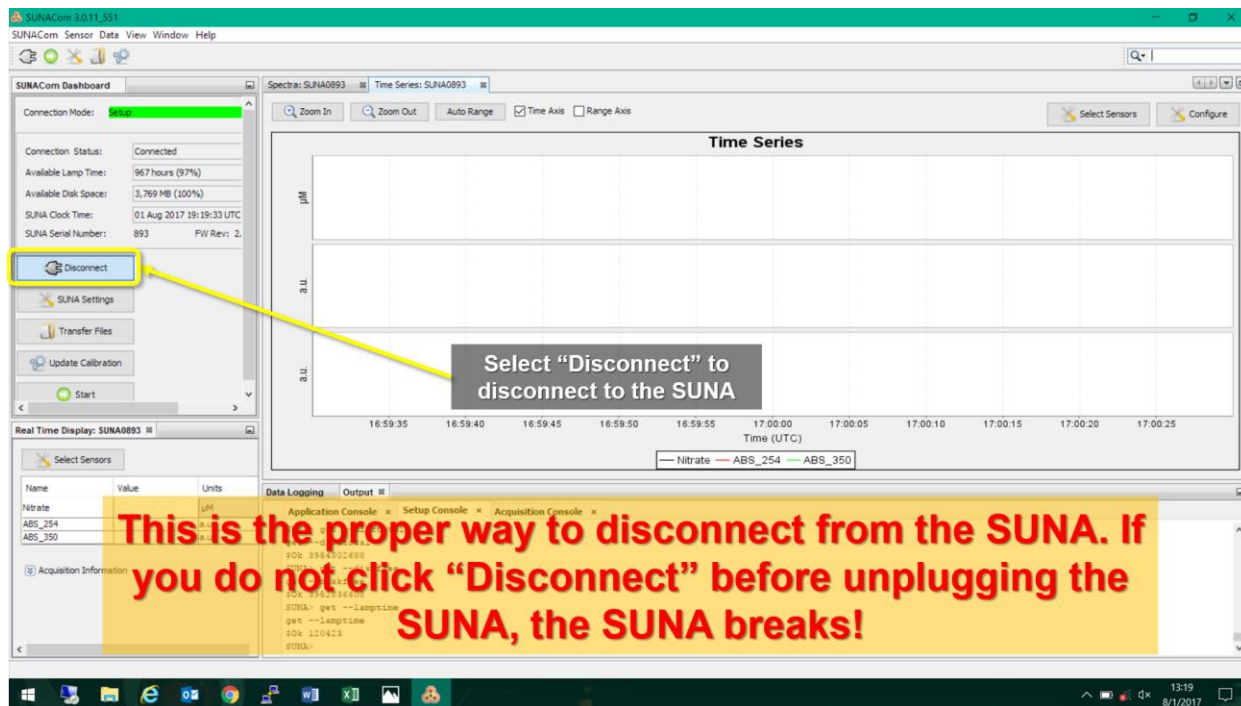 SUNACom 3.0.11_551
SUNACom Sensor Data View Window Help
SUNACom Dashboard
Connection Mode: Setup
Connection Status: Connected
Available Lamp Time: 967 hours (97%)
Available Disk Space: 3,769 MB (100%)
SUNA Clock Time: 01 Aug 2017 19:19:33 UTC
SUNA Serial Number: 893 FW Rev: 2.
Disconnect
SUNA Settings
Transfer Files
Update Calibration
Start
Spectra: SUNA0893 Time Series: SUNA0893
Zoom In Zoom Out Auto Range Time Axis Range Axis Select Sensors Configure
Time Series
µM
a.u.
a.u.
Select “Disconnect” to
disconnect to the SUNA
16:59:35 16:59:40 16:59:45 16:59:50 16:59:55 17:00:00 17:00:05 17:00:10 17:00:15 17:00:20 17:00:25
Time (UTC)
Nitrate ABS_254 ABS_350
Real Time Display: SUNA0893
Select Sensors
Name Value Units
Nitrate µM
ABS_254 a.u.
ABS_350 a.u.
Acquisition Information
Data Logging Output
Application Console Setup Console Acquisition Console
SUNA> get --lamptime
get --lamptime
$Ok 120423
SUNA>
This is the proper way to disconnect from the SUNA. If
you do not click “Disconnect” before unplugging the
SUNA, the SUNA breaks!
13:19
8/1/2017